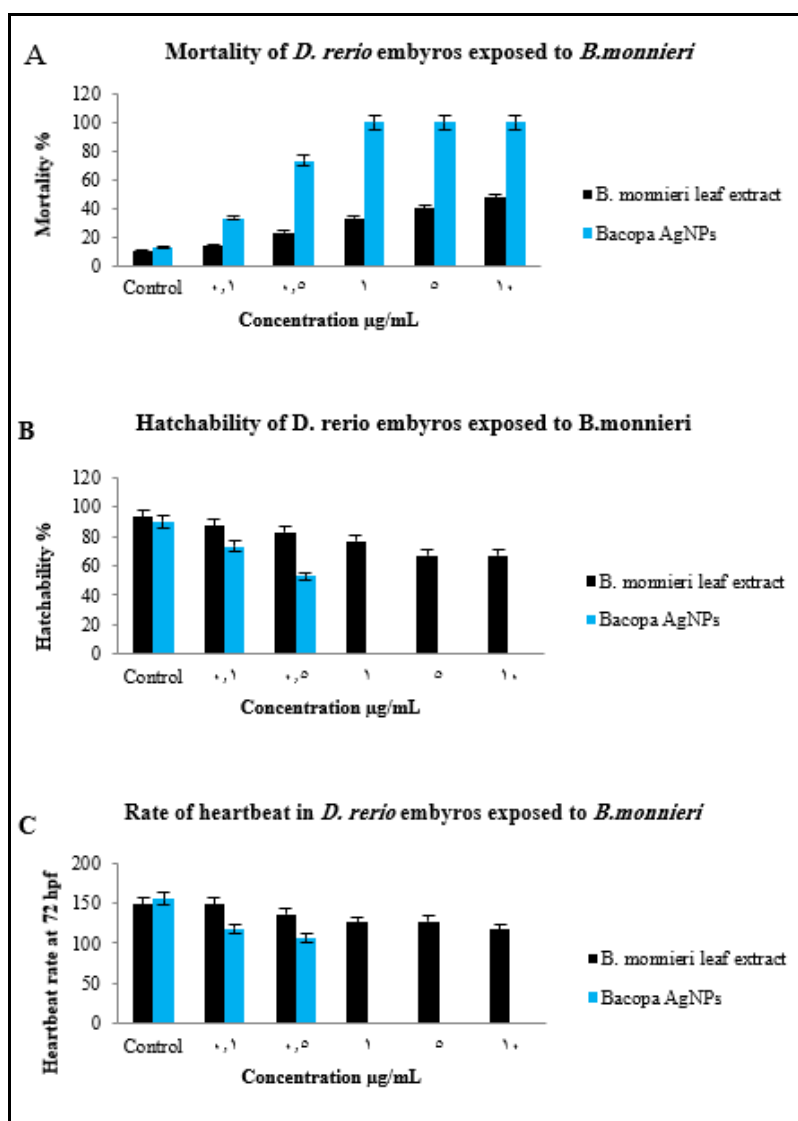 A
Mortality of D. rerio embyros exposed to B.monnieri
120
100
80
60
40
20
0
Mortality %
Control ٠,١ ٠,٥ ١ ٥ ١٠
Concentration µg/mL
B. monnieri leaf extract
Bacopa AgNPs
B
Hatchability of D. rerio embyros exposed to B.monnieri
120
100
80
60
40
20
0
Hatchability %
Control ٠,١ ٠,٥ ١ ٥ ١٠
Concentration µg/mL
B. monnieri leaf extract
Bacopa AgNPs
C
Rate of heartbeat in D. rerio embyros exposed to B.monnieri
200
150
100
50
0
Heartbeat rate at 72 hpf
Control ٠,١ ٠,٥ ١ ٥ ١٠
Concentration µg/mL
B. monnieri leaf extract
Bacopa AgNPs